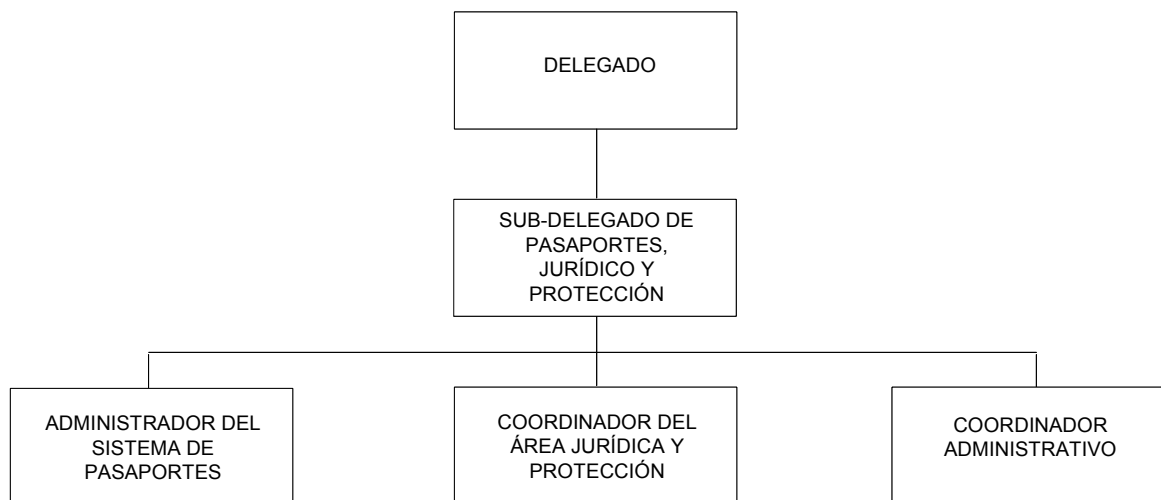 DELEGADO
SUB-DELEGADO DE
PASAPORTES,
JURÍDICO Y
PROTECCIÓN
ADMINISTRADOR DEL
SISTEMA DE
PASAPORTES
COORDINADOR DEL
ÁREA JURÍDICA Y
PROTECCIÓN
COORDINADOR
ADMINISTRATIVO